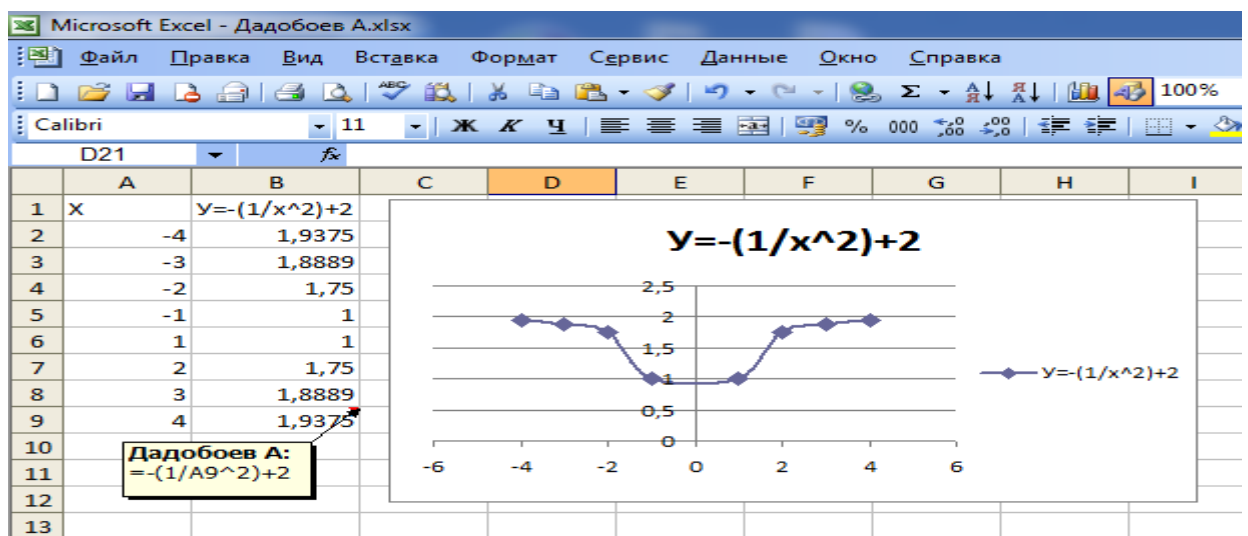 Microsoft Excel - Дадобоев А.xlsx
Файл Правка Вид Вставка Формат Сервис Данные Окно Справка
100%
Calibri 11 Ж К Ч % 000
D21 fx
A B C D E F G H I
1 X У=-(1/x^2)+2
2 -4 1,9375
3 -3 1,8889
4 -2 1,75
5 -1 1
6 1 1
7 2 1,75
8 3 1,8889
9 4 1,9375
10
11
12
13
Дадобоев А:
=-(1/A9^2)+2
У=-(1/x^2)+2
2,5
2
1,5
1
0,5
0
-6 -4 -2 0 2 4 6
У=-(1/x^2)+2